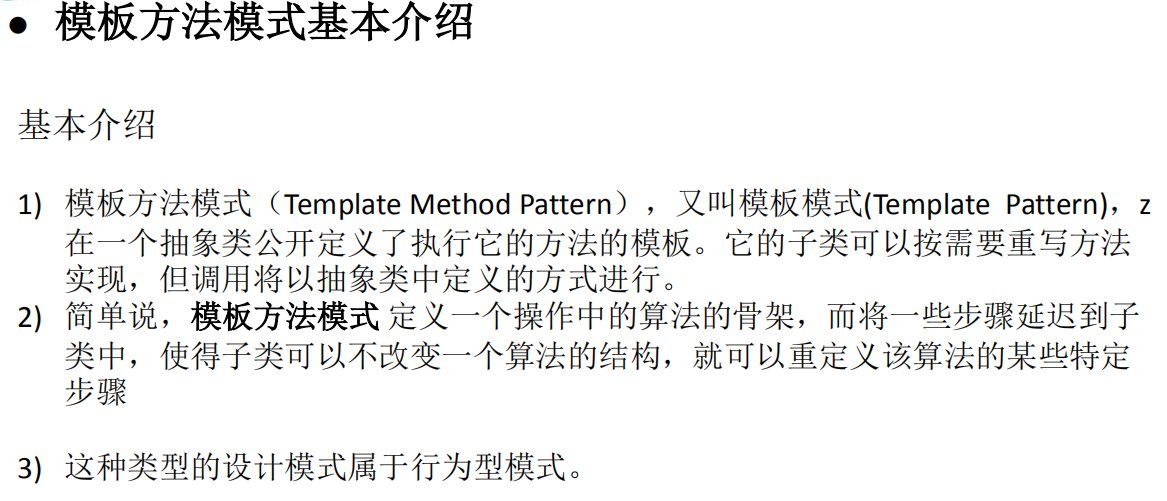 ● 模板方法模式基本介绍
基本介绍
1) 模板方法模式（Template Method Pattern），又叫模板模式(Template Pattern)，z
在一个抽象类公开定义了执行它的方法的模板。它的子类可以按需要重写方法
实现，但调用将以抽象类中定义的方式进行。
2) 简单说，模板方法模式 定义一个操作中的算法的骨架，而将一些步骤延迟到子
类中，使得子类可以不改变一个算法的结构，就可以重定义该算法的某些特定
步骤
3) 这种类型的设计模式属于行为型模式。